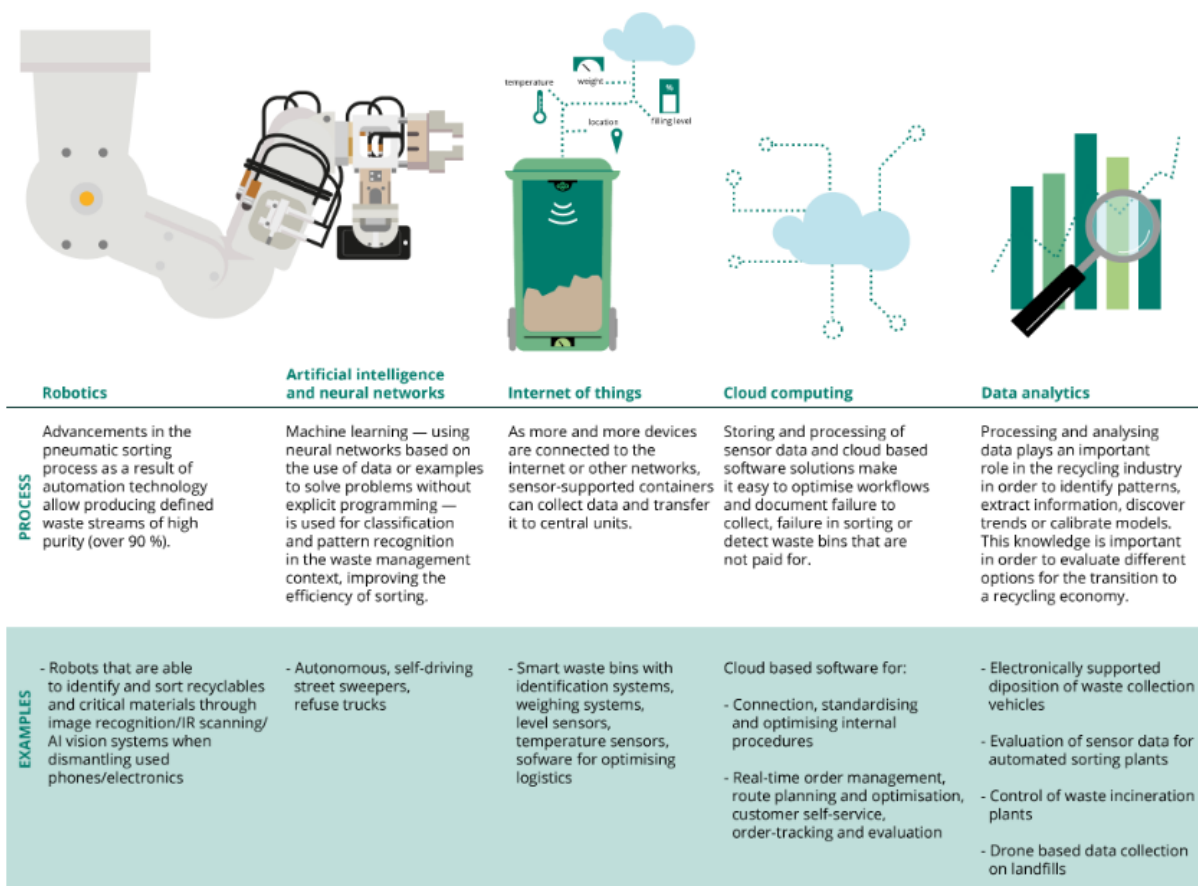 temperature
weight
%
filling level
location
Robotics
Artificial intelligence
and neural networks
Internet of things
Cloud computing
Data analytics
PROCESS
Advancements in the
pneumatic sorting
process as a result of
automation technology
allow producing defined
waste streams of high
purity (over 90 %).
Machine learning — using
neural networks based on
the use of data or examples
to solve problems without
explicit programming —
is used for classification
and pattern recognition
in the waste management
context, improving the
efficiency of sorting.
As more and more devices
are connected to the
internet or other networks,
sensor-supported containers
can collect data and transfer
it to central units.
Storing and processing of
sensor data and cloud based
software solutions make
it easy to optimise workflows
and document failure to
collect, failure in sorting or
detect waste bins that are
not paid for.
Processing and analysing
data plays an important
role in the recycling industry
in order to identify patterns,
extract information, discover
trends or calibrate models.
This knowledge is important
in order to evaluate different
options for the transition to
a recycling economy.
EXAMPLES
- Robots that are able
to identify and sort recyclables
and critical materials through
image recognition/IR scanning/
AI vision systems when
dismantling used
phones/electronics
- Autonomous, self-driving
street sweepers,
refuse trucks
- Smart waste bins with
identification systems,
weighing systems,
level sensors,
temperature sensors,
sofware for optimising
logistics
Cloud based software for:
- Connection, standardising
and optimising internal
procedures
- Real-time order management,
route planning and optimisation,
customer self-service,
order-tracking and evaluation
- Electronically supported
diposition of waste collection
vehicles
- Evaluation of sensor data for
automated sorting plants
- Control of waste incineration
plants
- Drone based data collection
on landfills